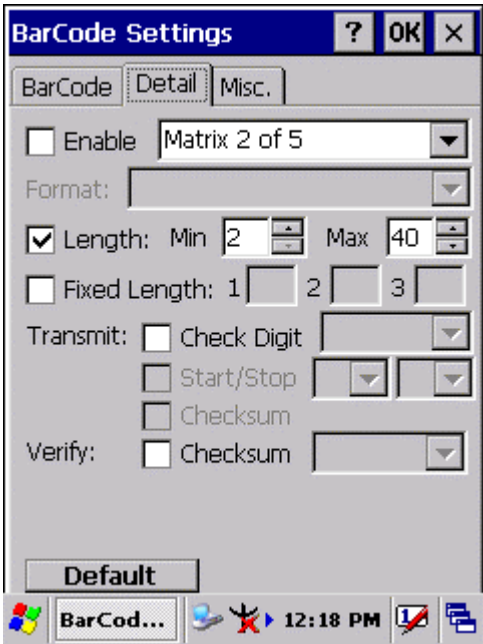 BarCode Settings ? OK ×
BarCode Detail Misc.
Enable Matrix 2 of 5
Format:
Length: Min 2 Max 40
Fixed Length: 1 2 3
Transmit: Check Digit
Start/Stop
Checksum
Verify: Checksum
Default
BarCod... 12:18 PM 1